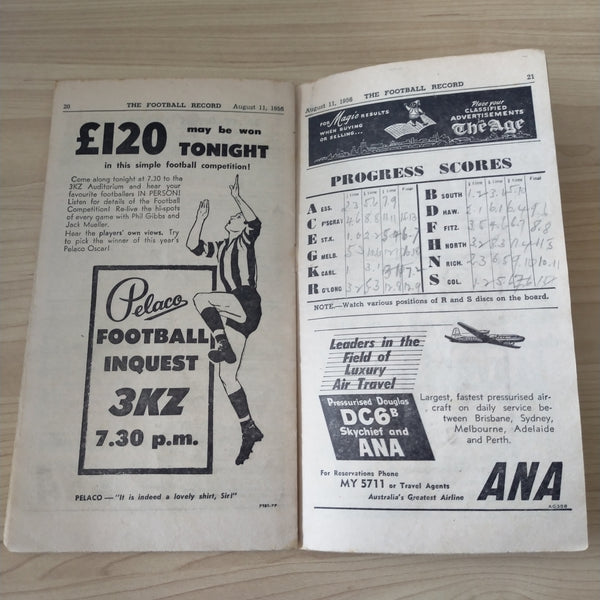 20 THE FOOTBALL RECORD August 11, 1956
£120 may be won
TONIGHT
in this simple football competition!
Come along tonight at 7.30 to the
3KZ Auditorium and hear your
favourite footballers IN PERSON!
Listen for details of the Football
Competition! Re-live the hi-spots
of every game with Phil Gibbs and
Jack Mueller.
Hear the players' own views. Try
to pick the winner of this year's
Pelaco Oscar!
Pelaco
FOOTBALL
INQUEST
3KZ
7.30 p.m.
PELACO — "It is indeed a lovely shirt, Sir!"
August 11, 1956 THE FOOTBALL RECORD 21
FOR Magic RESULTS
WHEN BUYING
OR SELLING...
Place your
CLASSIFIED
ADVERTISEMENTS
in
The Age
PROGRESS SCORES
A ESS.
C F'SCRAY
E ST.K.
G MELB.
K CARL.
R G'LONG
B SOUTH
D HAW.
F FITZ.
H NORTH
N RICH.
S COL.
NOTE.—Watch various positions of R and S discs on the board.
Leaders in the
Field of
Luxury
Air Travel
Pressurised Douglas
DC6B
Skychief and
ANA
Largest, fastest pressurised air-
craft on daily service be-
tween Brisbane, Sydney,
Melbourne, Adelaide
and Perth.
For Reservations Phone
MY 5711 or Travel Agents
Australia's Greatest Airline
ANA